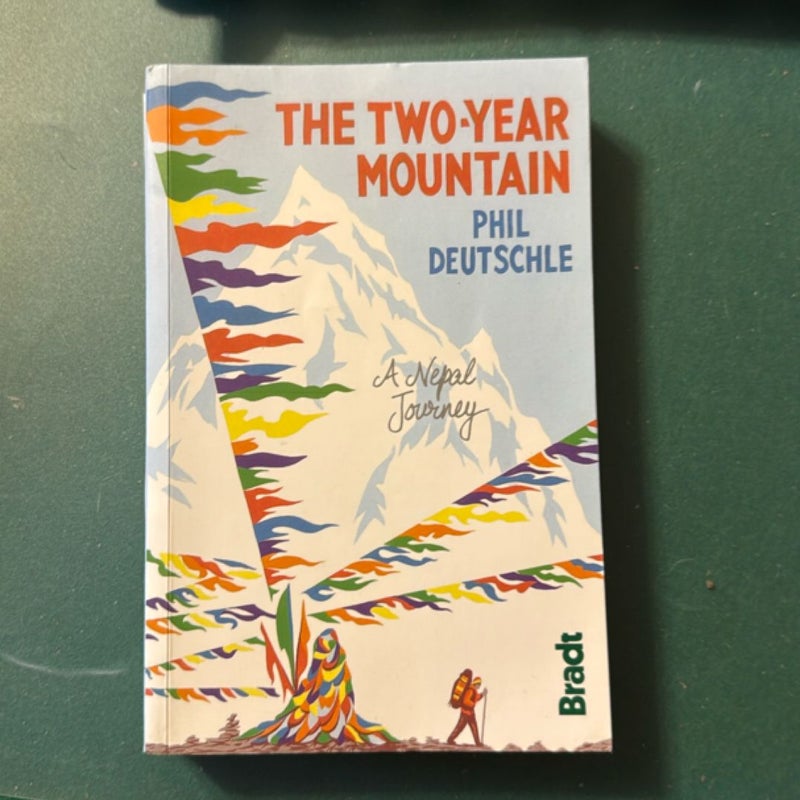 THE TWO-YEAR
MOUNTAIN
PHIL
DEUTSCHLE
A Nepal
Journey
Bradt